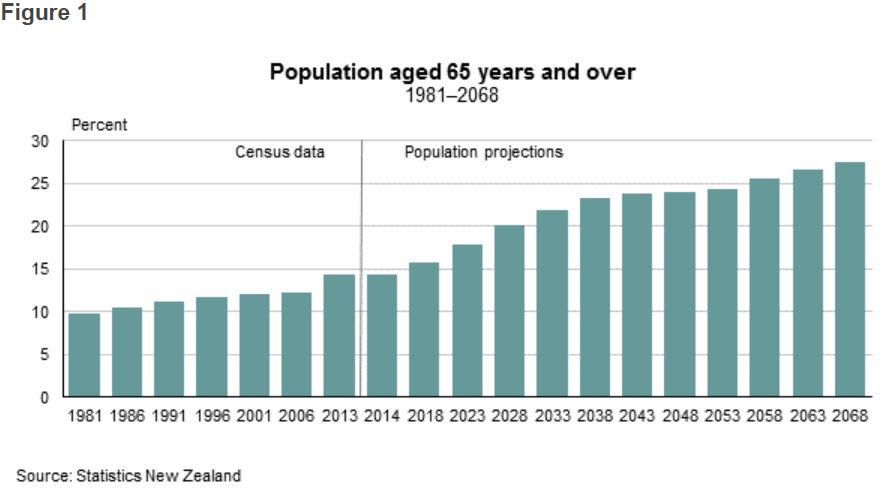 Figure 1
Population aged 65 years and over
1981–2068
Percent
Census data
Population projections
30
25
20
15
10
5
0
1981 1986 1991 1996 2001 2006 2013 2014 2018 2023 2028 2033 2038 2043 2048 2053 2058 2063 2068
Source: Statistics New Zealand